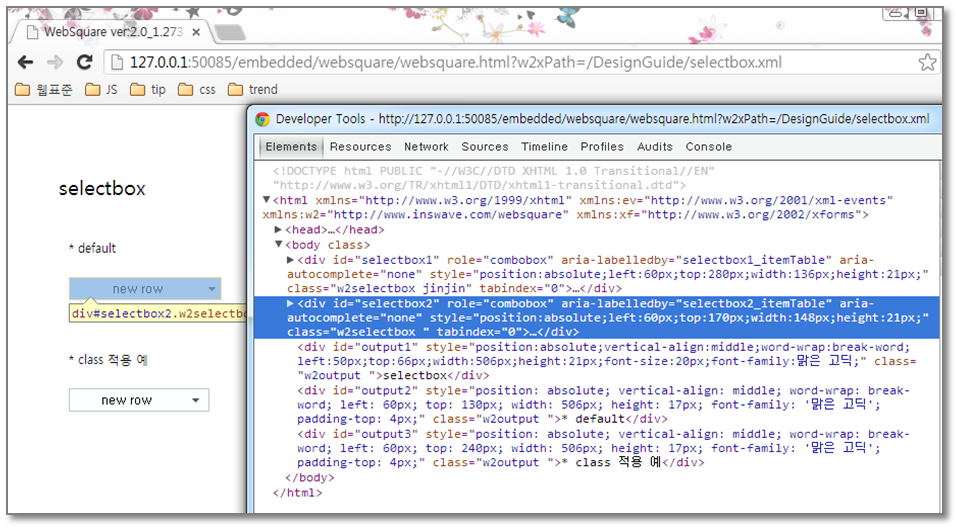 WebSquare ver:2.0_1.273
127.0.0.1:50085/embedded/websquare/websquare.html?w2xPath=/DesignGuide/selectbox.xml
웹표준 JS tip css trend
selectbox
* default
new row
div#selectbox2.w2selectbo
* class 적용 예
new row
Developer Tools - http://127.0.0.1:50085/embedded/websquare/websquare.html?w2xPath=/DesignGuide/selectbox.xml
Elements Resources Network Sources Timeline Profiles Audits Console
<!DOCTYPE html PUBLIC "-//W3C//DTD XHTML 1.0 Transitional//EN"
"http://www.w3.org/TR/xhtml1/DTD/xhtml1-transitional.dtd">
<html xmlns="http://www.w3.org/1999/xhtml" xmlns:ev="http://www.w3.org/2001/xml-events"
xmlns:w2="http://www.inswave.com/websquare" xmlns:xf="http://www.w3.org/2002/xforms">
<head>…</head>
<body class>
<div id="selectbox1" role="combobox" aria-labelledby="selectbox1_itemTable" aria-
autocomplete="none" style="position:absolute;left:60px;top:280px;width:136px;height:21px;"
class="w2selectbox jinjin" tabindex="0">…</div>
<div id="selectbox2" role="combobox" aria-labelledby="selectbox2_itemTable" aria-
autocomplete="none" style="position:absolute;left:60px;top:170px;width:148px;height:21px;"
class="w2selectbox " tabindex="0">…</div>
<div id="output1" style="position:absolute;vertical-align:middle;word-wrap:break-word;
left:50px;top:66px;width:506px;height:21px;font-size:20px;font-family:맑은 고딕;" class=
"w2output ">selectbox</div>
<div id="output2" style="position: absolute; vertical-align: middle; word-wrap: break-
word; left: 60px; top: 130px; width: 506px; height: 17px; font-family: '맑은 고딕';
padding-top: 4px;" class="w2output ">* default</div>
<div id="output3" style="position: absolute; vertical-align: middle; word-wrap: break-
word; left: 60px; top: 240px; width: 506px; height: 17px; font-family: '맑은 고딕';
padding-top: 4px;" class="w2output ">* class 적용 예</div>
</body>
</html>